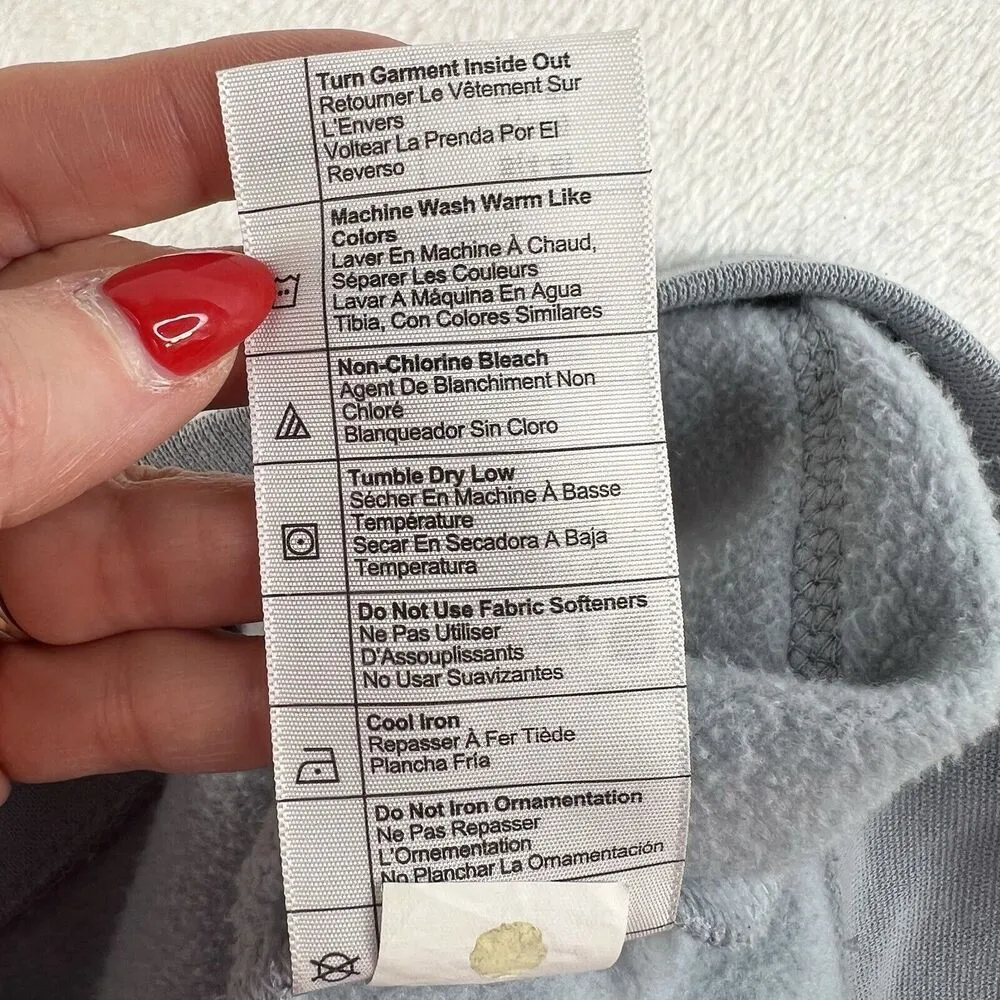 Turn Garment Inside Out
Retourner Le Vêtement Sur
L'Envers
Voltear La Prenda Por El
Reverso
Machine Wash Warm Like
Colors
Laver En Machine À Chaud,
Séparer Les Couleurs
Lavar A Máquina En Agua
Tibia, Con Colores Similares
Non-Chlorine Bleach
Agent De Blanchiment Non
Chloré
Blanqueador Sin Cloro
Tumble Dry Low
Sécher En Machine À Basse
Température
Secar En Secadora A Baja
Temperatura
Do Not Use Fabric Softeners
Ne Pas Utiliser
D'Assouplissants
No Usar Suavizantes
Cool Iron
Repasser À Fer Tiède
Plancha Fría
Do Not Iron Ornamentation
Ne Pas Repasser
L'Ornementation
No Planchar La Ornamentación